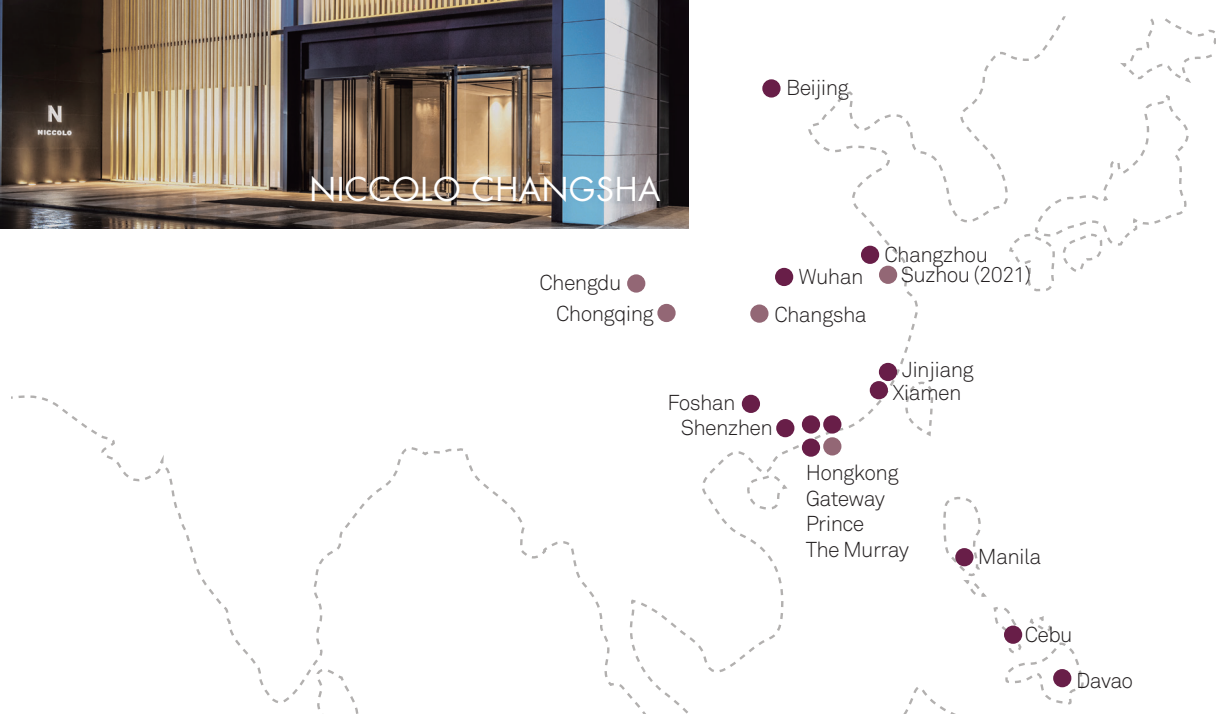 N
NICCOLO
NICCOLO CHANGSHA
Beijing
Changzhou
Suzhou (2021)
Wuhan
Chengdu
Chongqing
Changsha
Jinjiang
Xiamen
Foshan
Shenzhen
Hongkong
Gateway
Prince
The Murray
Manila
Cebu
Davao